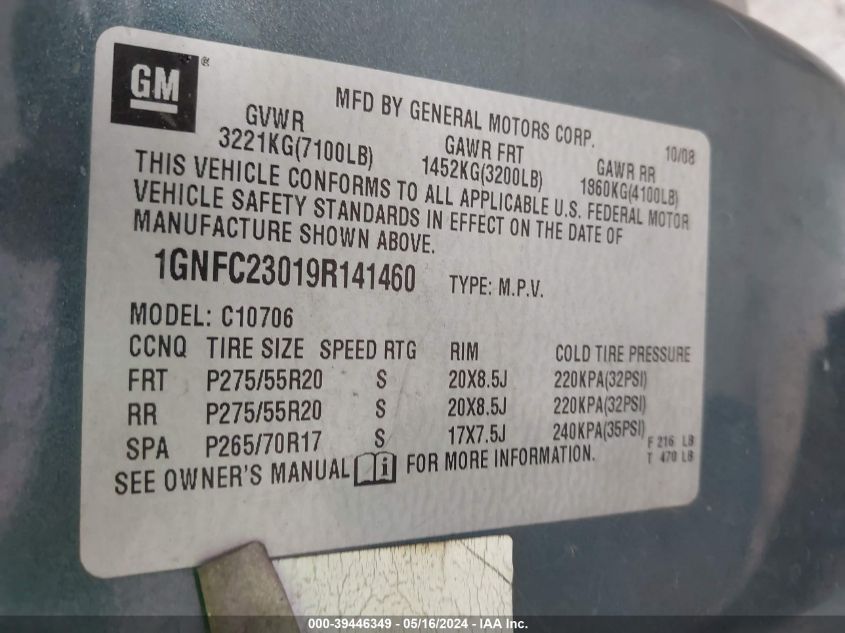 GM ®
MFD BY GENERAL MOTORS CORP. 10/08
GVWR GAWR FRT GAWR RR
3221KG(7100LB) 1452KG(3200LB) 1860KG(4100LB)
THIS VEHICLE CONFORMS TO ALL APPLICABLE U.S. FEDERAL MOTOR
VEHICLE SAFETY STANDARDS IN EFFECT ON THE DATE OF
MANUFACTURE SHOWN ABOVE.
1GNFC23019R141460 TYPE: M.P.V.
MODEL: C10706
CCNQ TIRE SIZE SPEED RTG RIM COLD TIRE PRESSURE
FRT P275/55R20 S 20X8.5J 220KPA(32PSI)
RR P275/55R20 S 20X8.5J 220KPA(32PSI)
SPA P265/70R17 S 17X7.5J 240KPA(35PSI)
F 216 LB
T 470 LB
SEE OWNER'S MANUAL i FOR MORE INFORMATION.
000-39446349 - 05/16/2024 - IAA Inc.